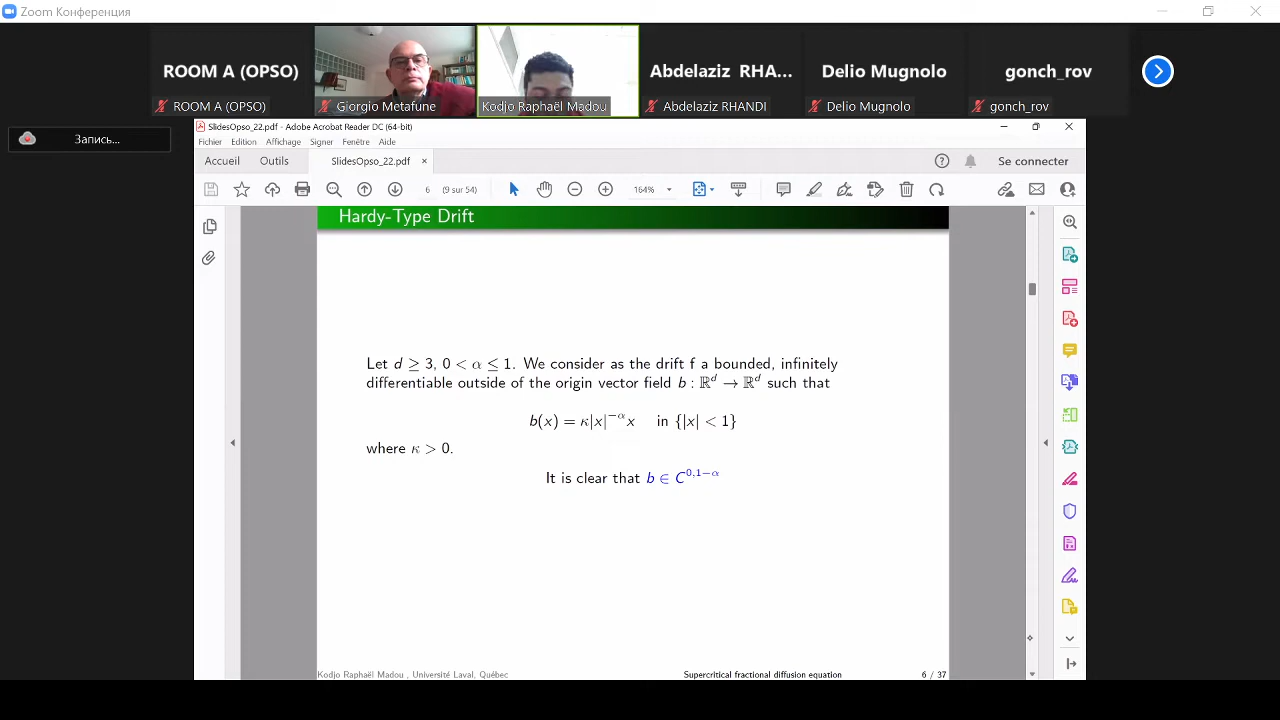 Zoom Конференция
ROOM A (OPSO)
Abdelaziz RHA...
Delio Mugnolo
gonch_rov
ROOM A (OPSO)
Giorgio Metafune
Kodjo Raphaël Madou
Abdelaziz RHANDI
Delio Mugnolo
gonch_rov
Запись...
SlidesOpso_22.pdf - Adobe Acrobat Reader DC (64-bit)
Fichier Edition Affichage Signer Fenêtre Aide
Accueil Outils SlidesOpso_22.pdf × Se connecter
6 (9 sur 54) 164%
Hardy-Type Drift
Let d ≥ 3, 0 < α ≤ 1. We consider as the drift f a bounded, infinitely
differentiable outside of the origin vector field b : ℝ^d → ℝ^d such that
b(x) = κ|x|^{−α}x in {|x| < 1}
where κ > 0.
It is clear that b ∈ C^{0,1−α}
Kodjo Raphaël Madou , Université Laval, Québec Supercritical fractional diffusion equation 6 / 37